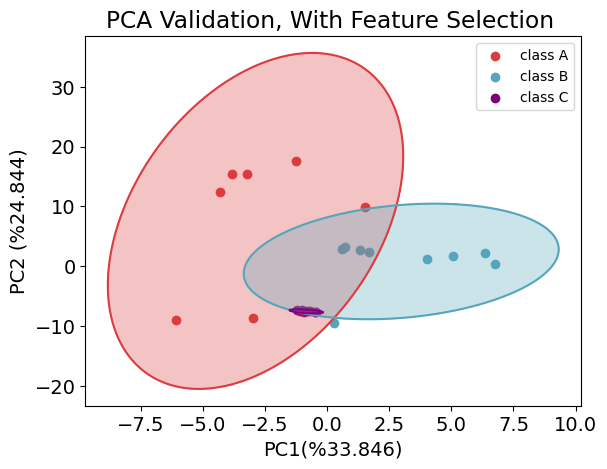 PCA Validation, With Feature Selection
class A
class B
class C
PC2 (%24.844)
30
20
10
0
−10
−20
−7.5 −5.0 −2.5 0.0 2.5 5.0 7.5 10.0
PC1(%33.846)